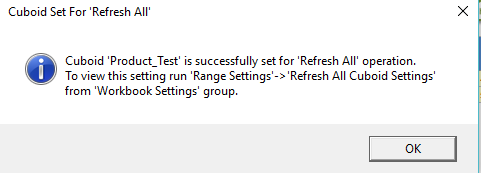 Cuboid Set For 'Refresh All'
Cuboid 'Product_Test' is successfully set for 'Refresh All' operation.
To view this setting run 'Range Settings'->'Refresh All Cuboid Settings'
from 'Workbook Settings' group.
OK